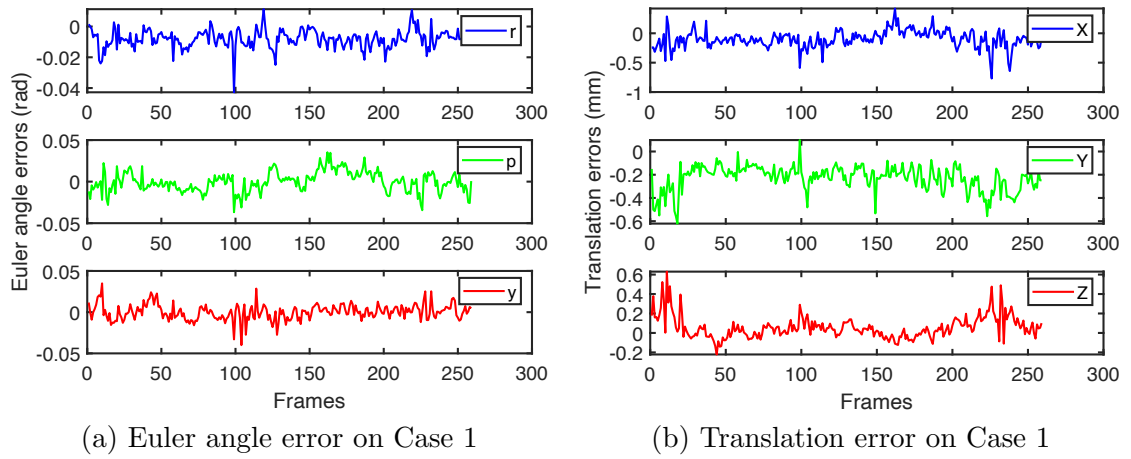 Euler angle errors (rad)
0
-0.02
-0.04
r
0 50 100 150 200 250 300
0.05
0
-0.05
p
0 50 100 150 200 250 300
0.05
0
-0.05
y
0 50 100 150 200 250 300
Frames
(a) Euler angle error on Case 1
Translation errors (mm)
0
-0.5
-1
X
0 50 100 150 200 250 300
0
-0.2
-0.4
-0.6
Y
0 50 100 150 200 250 300
0.6
0.4
0.2
0
-0.2
Z
0 50 100 150 200 250 300
Frames
(b) Translation error on Case 1